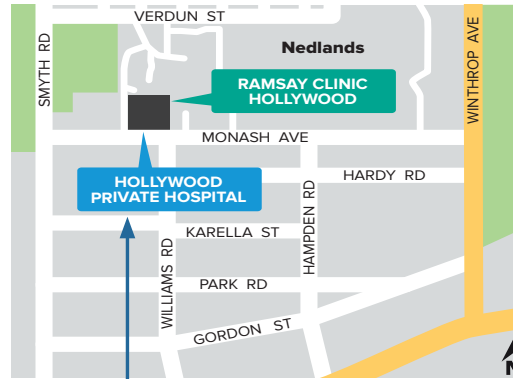 VERDUN ST
SMYTH RD
Nedlands
WINTHROP AVE
RAMSAY CLINIC
HOLLYWOOD
MONASH AVE
HOLLYWOOD
PRIVATE HOSPITAL
HARDY RD
HAMPDEN RD
KARELLA ST
WILLIAMS RD
PARK RD
GORDON ST
N